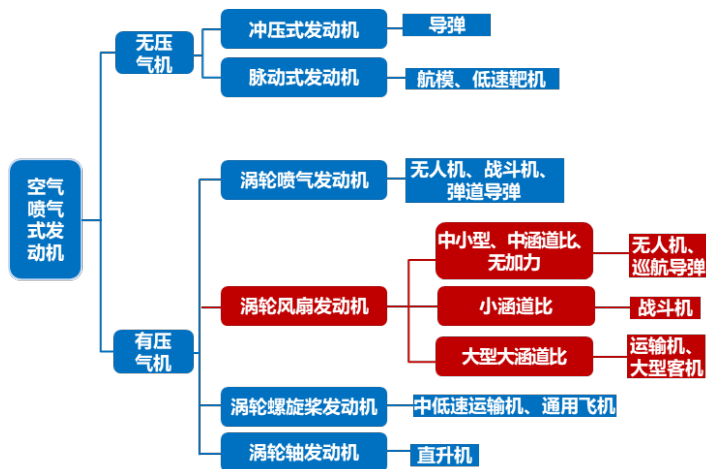 空气
喷气
式发
动机
无压
气机
冲压式发动机
导弹
脉动式发动机
航模、低速靶机
有压
气机
涡轮喷气发动机
无人机、战斗机、
弹道导弹
涡轮风扇发动机
中小型、中涵道比、
无加力
无人机、
巡航导弹
小涵道比
战斗机
大型大涵道比
运输机、
大型客机
涡轮螺旋桨发动机
中低速运输机、通用飞机
涡轮轴发动机
直升机